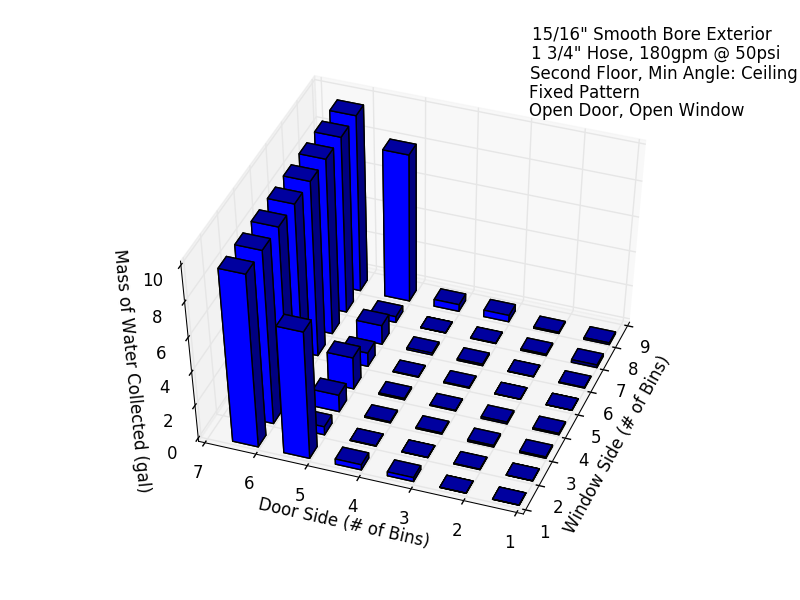 15/16" Smooth Bore Exterior
1 3/4" Hose, 180gpm @ 50psi
Second Floor, Min Angle: Ceiling
Fixed Pattern
Open Door, Open Window
Mass of Water Collected (gal)
10
8
6
4
2
0
7
6
5
4
3
2
1
Door Side (# of Bins)
9
8
7
6
5
4
3
2
1
Window Side (# of Bins)